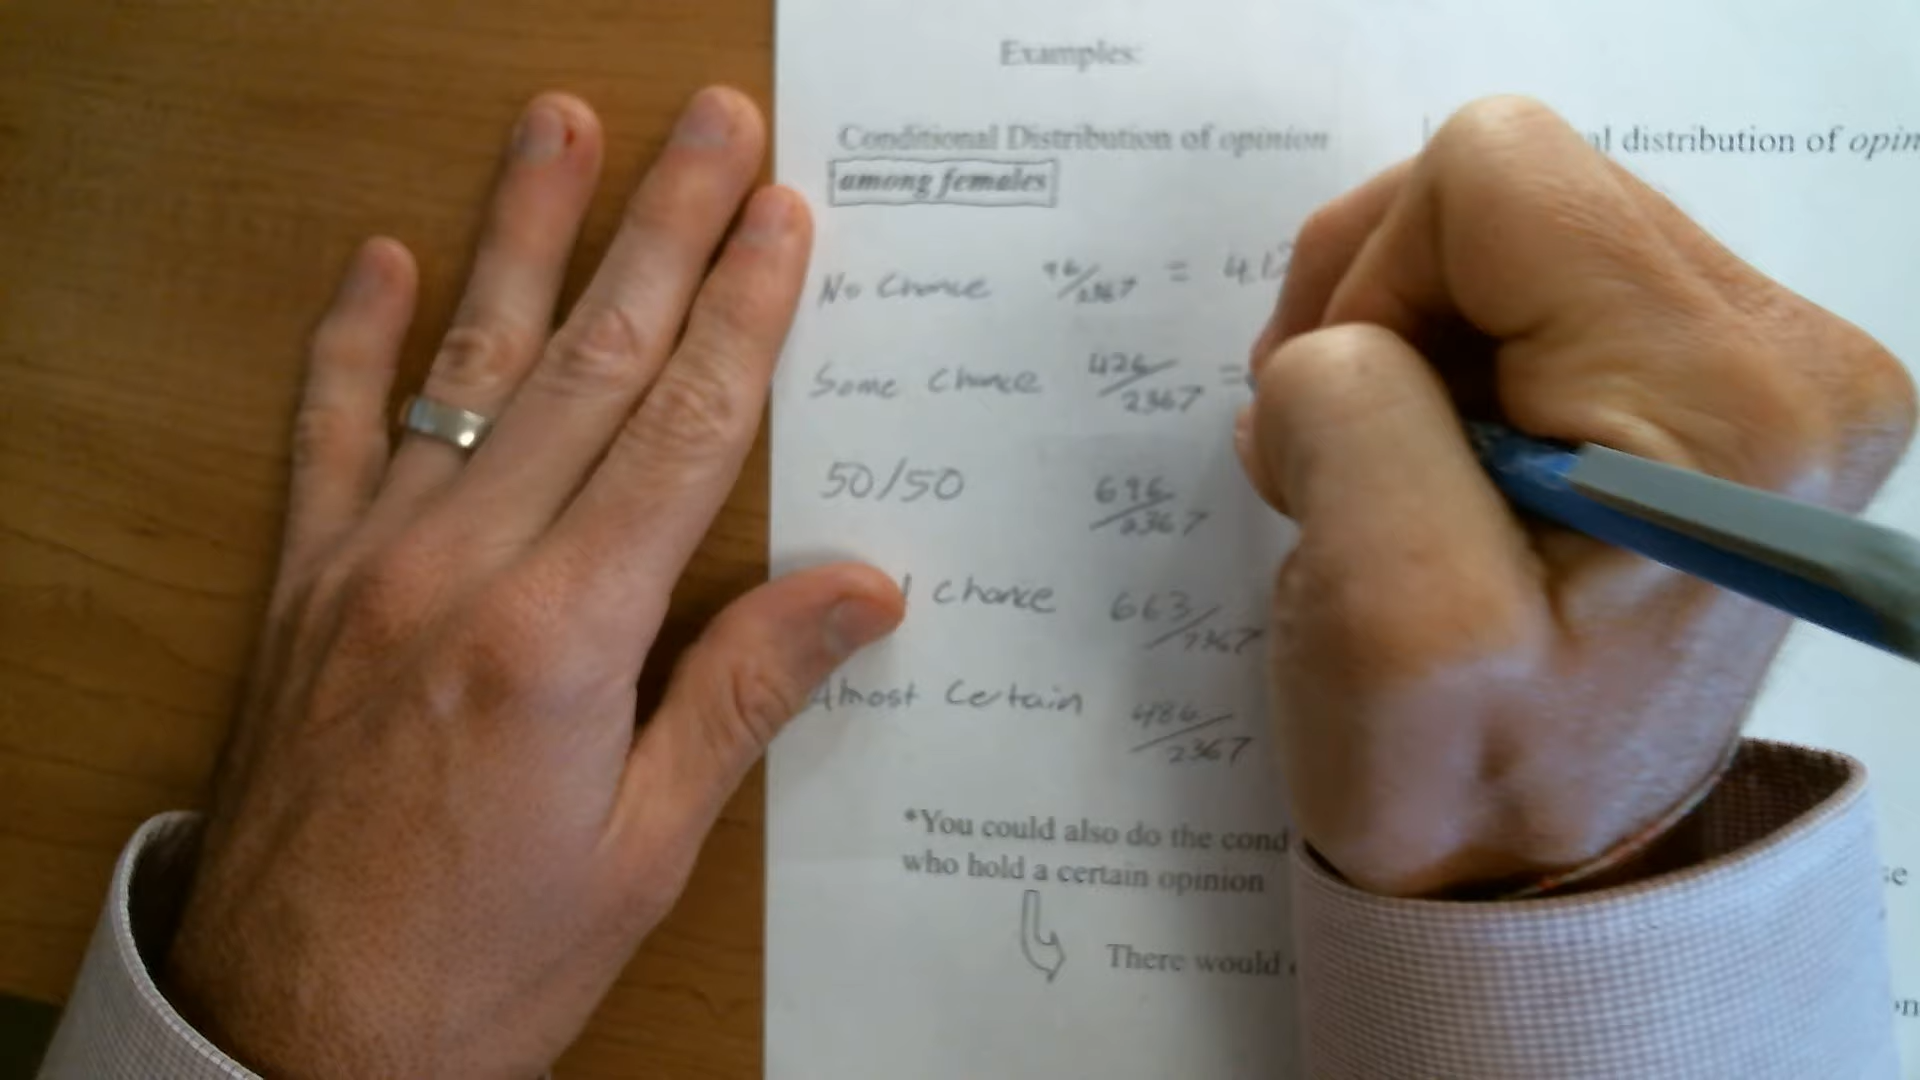 Examples:
Conditional Distribution of opinion
al distribution of opin
among females
No Chance 96/2367 = 4.1%
Some Chance 426/2367 =
50/50 696/2367
Chance 663/2367
Almost Certain 486/2367
*You could also do the cond
who hold a certain opinion
There would